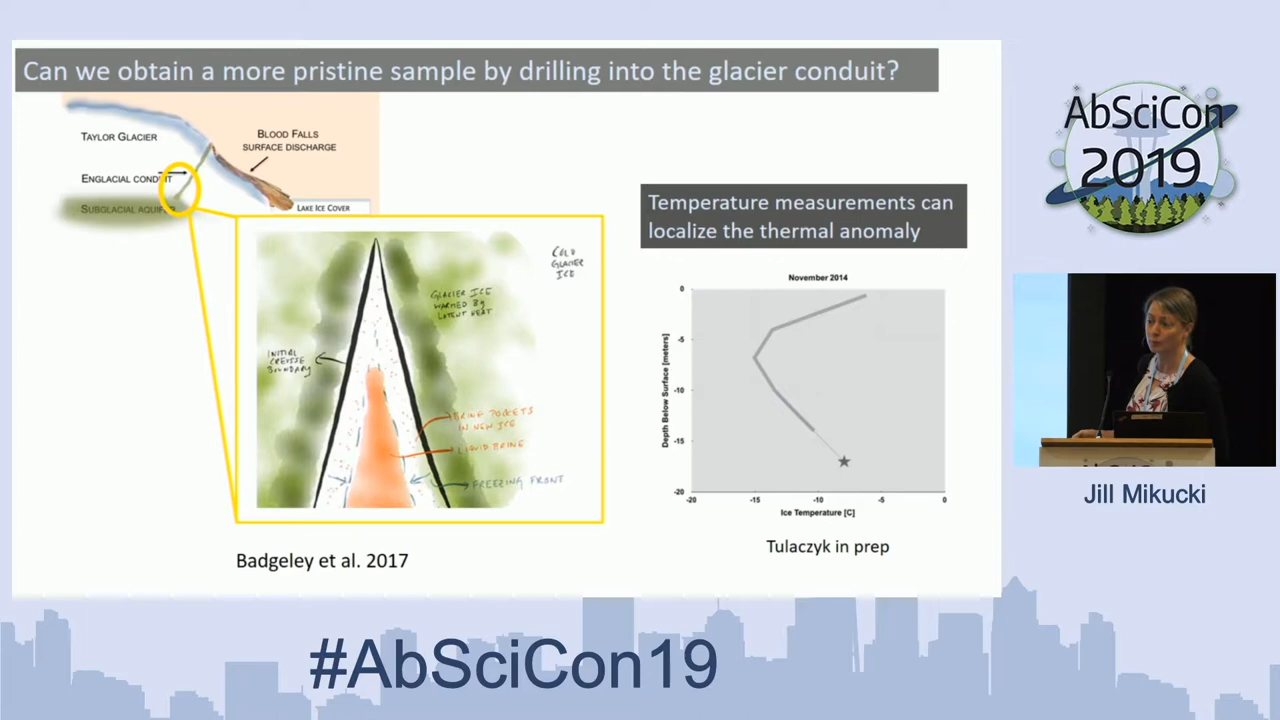 Can we obtain a more pristine sample by drilling into the glacier conduit?
TAYLOR GLACIER
BLOOD FALLS
SURFACE DISCHARGE
ENGLACIAL CONDUIT
SUBGLACIAL AQUIFER
LAKE ICE COVER
COLD
GLACIER
ICE
GLACIER ICE
WARMED BY
LATENT HEAT
INITIAL
CREVASSE
BOUNDARY
BRINE POCKETS
IN NEW ICE
LIQUID BRINE
FREEZING FRONT
Badgeley et al. 2017
Temperature measurements can
localize the thermal anomaly
November 2014
Depth Below Surface [meters]
0
-5
-10
-15
-20
-20 -15 -10 -5 0
Ice Temperature [C]
Tulaczyk in prep
AbSciCon
2019
Jill Mikucki
#AbSciCon19